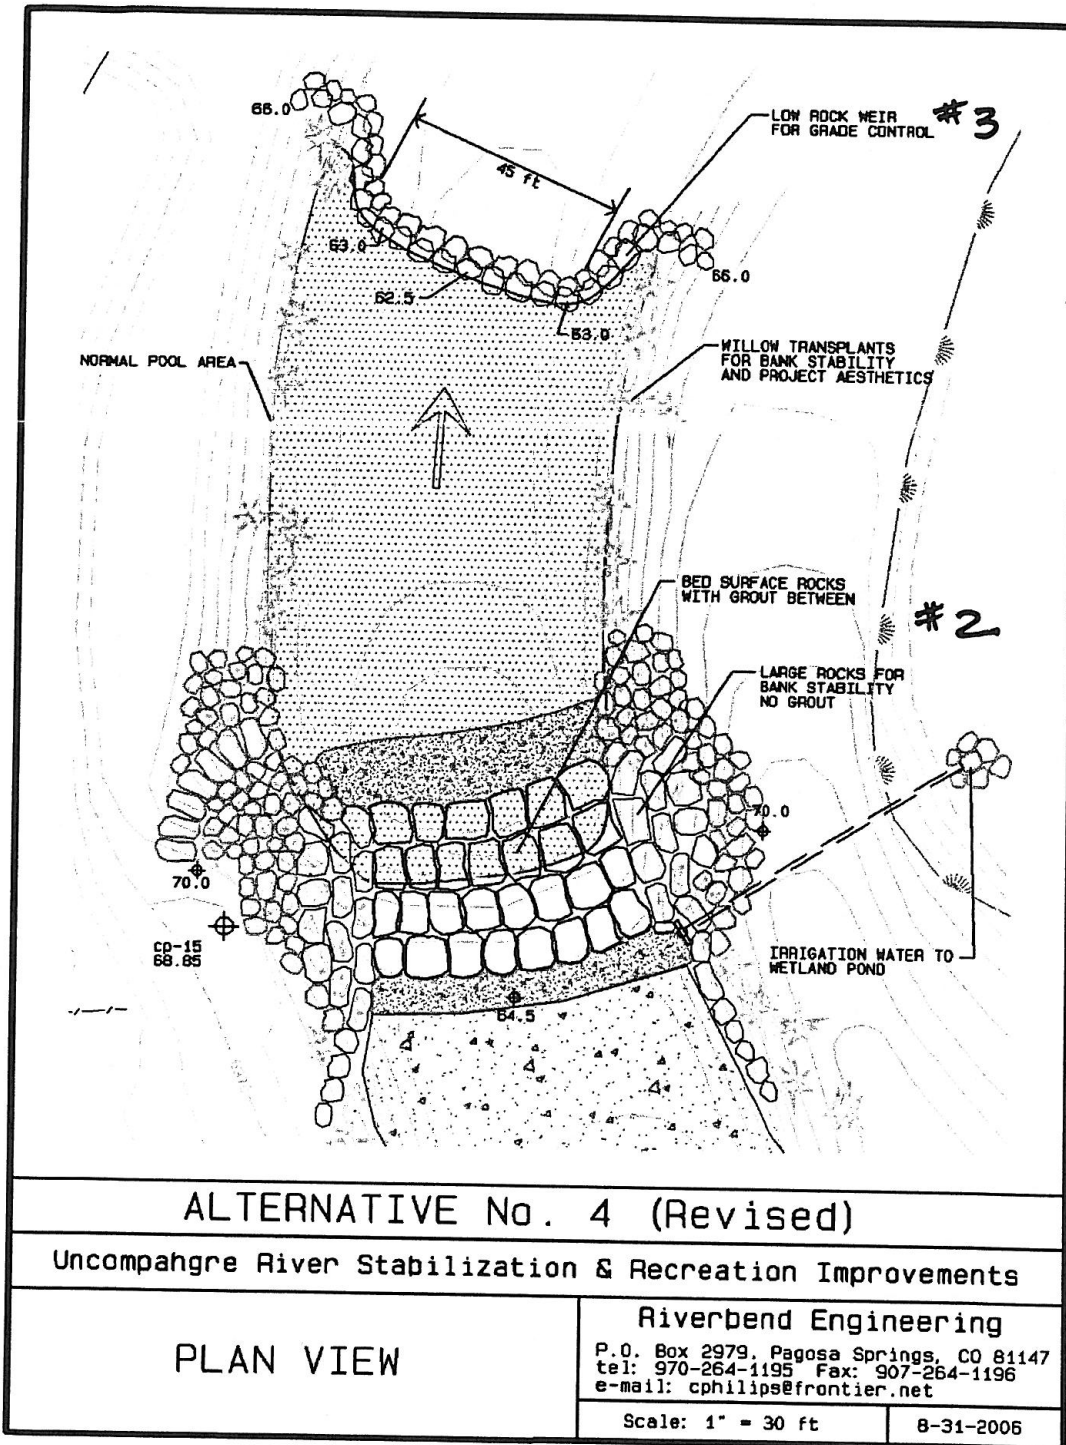 66.0
LOW ROCK WEIR
FOR GRADE CONTROL
#3
45 ft
63.0
62.5
66.0
63.0
NORMAL POOL AREA
WILLOW TRANSPLANTS
FOR BANK STABILITY
AND PROJECT AESTHETICS
BED SURFACE ROCKS
WITH GROUT BETWEEN
#2
LARGE ROCKS FOR
BANK STABILITY
NO GROUT
70.0
70.0
cp-15
68.85
IRRIGATION WATER TO
WETLAND POND
64.5
ALTERNATIVE No. 4 (Revised)
Uncompahgre River Stabilization & Recreation Improvements
PLAN VIEW
Riverbend Engineering
P.O. Box 2979, Pagosa Springs, CO 81147
tel: 970-264-1195 Fax: 907-264-1196
e-mail: cphilips@frontier.net
Scale: 1" = 30 ft
8-31-2006